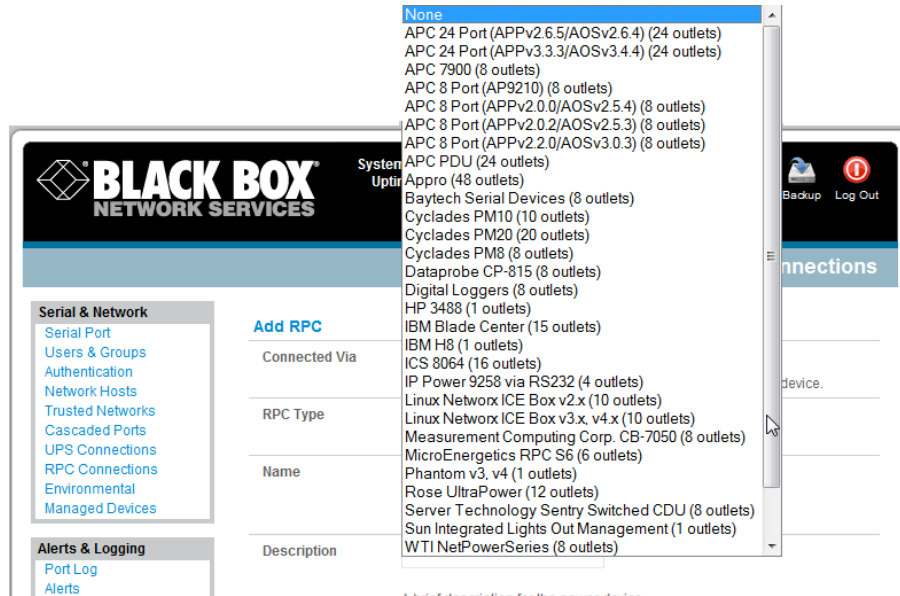 None
APC 24 Port (APPv2.6.5/AOSv2.6.4) (24 outlets)
APC 24 Port (APPv3.3.3/AOSv3.4.4) (24 outlets)
APC 7900 (8 outlets)
APC 8 Port (AP9210) (8 outlets)
APC 8 Port (APPv2.0.0/AOSv2.5.4) (8 outlets)
APC 8 Port (APPv2.0.2/AOSv2.5.3) (8 outlets)
APC 8 Port (APPv2.2.0/AOSv3.0.3) (8 outlets)
APC PDU (24 outlets)
Appro (48 outlets)
Baytech Serial Devices (8 outlets)
Cyclades PM10 (10 outlets)
Cyclades PM20 (20 outlets)
Cyclades PM8 (8 outlets)
Dataprobe CP-815 (8 outlets)
Digital Loggers (8 outlets)
HP 3488 (1 outlets)
IBM Blade Center (15 outlets)
IBM H8 (1 outlets)
ICS 8064 (16 outlets)
IP Power 9258 via RS232 (4 outlets)
Linux Networx ICE Box v2.x (10 outlets)
Linux Networx ICE Box v3.x, v4.x (10 outlets)
Measurement Computing Corp. CB-7050 (8 outlets)
MicroEnergetics RPC S6 (6 outlets)
Phantom v3, v4 (1 outlets)
Rose UltraPower (12 outlets)
Server Technology Sentry Switched CDU (8 outlets)
Sun Integrated Lights Out Management (1 outlets)
WTI NetPowerSeries (8 outlets)
BLACK BOX
NETWORK SERVICES
System
Uptim
Backup
Log Out
nnections
Serial & Network
Serial Port
Users & Groups
Authentication
Network Hosts
Trusted Networks
Cascaded Ports
UPS Connections
RPC Connections
Environmental
Managed Devices
Alerts & Logging
Port Log
Alerts
Add RPC
Connected Via
device.
RPC Type
Name
Description